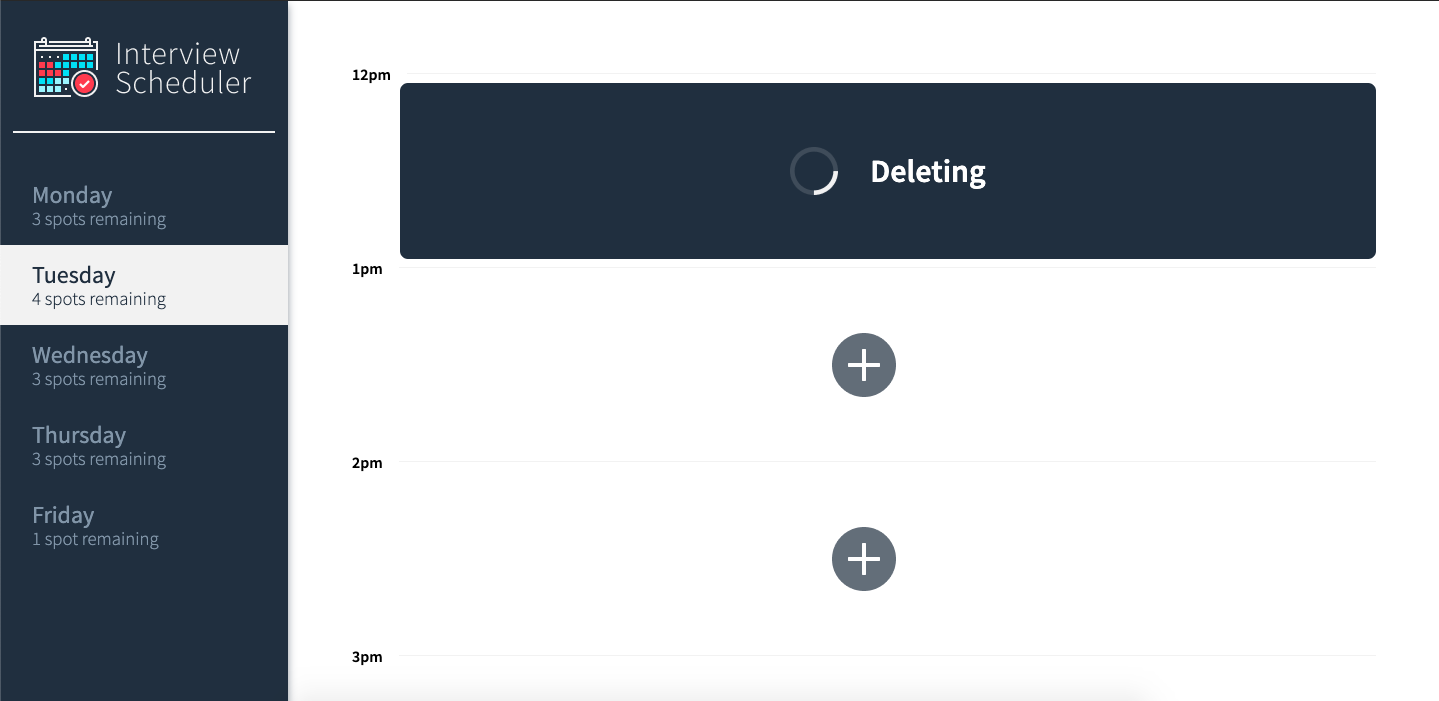 Interview
Scheduler
Monday
3 spots remaining
Tuesday
4 spots remaining
Wednesday
3 spots remaining
Thursday
3 spots remaining
Friday
1 spot remaining
12pm
Deleting
1pm
2pm
3pm